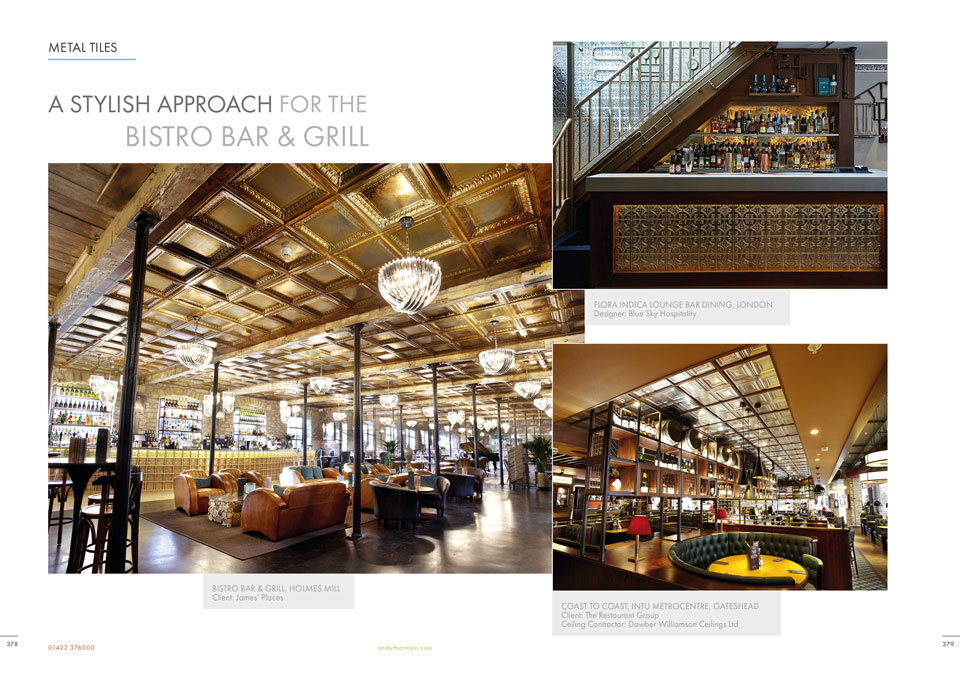 METAL TILES
A STYLISH APPROACH FOR THE
BISTRO BAR & GRILL
FLORA INDICA LOUNGE BAR DINING, LONDON
Designer: Blue Sky Hospitality
BISTRO BAR & GRILL, HOLMES MILL
Client: James' Places
COAST TO COAST, INTU METROCENTRE, GATESHEAD
Client: The Restaurant Group
Ceiling Contractor: Dawber Williamson Ceilings Ltd
378
01422 376000
andythornton.com
379